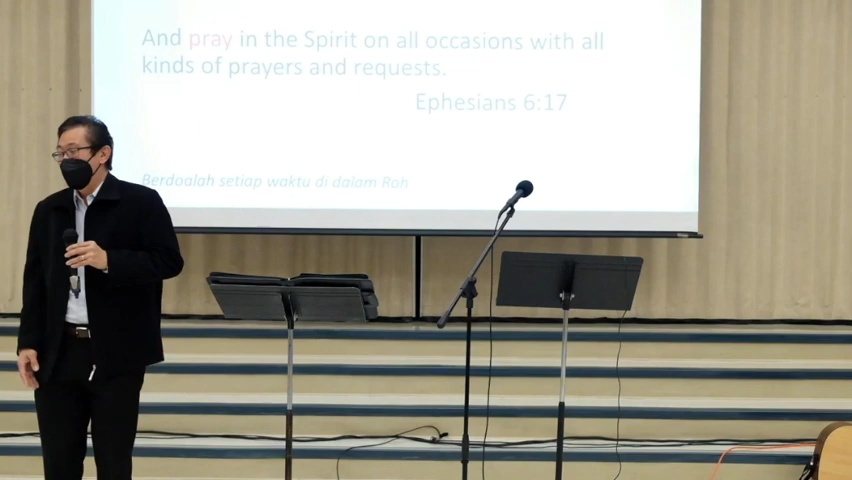 And pray in the Spirit on all occasions with all
kinds of prayers and requests.
Ephesians 6:17
Berdoalah setiap waktu di dalam Roh